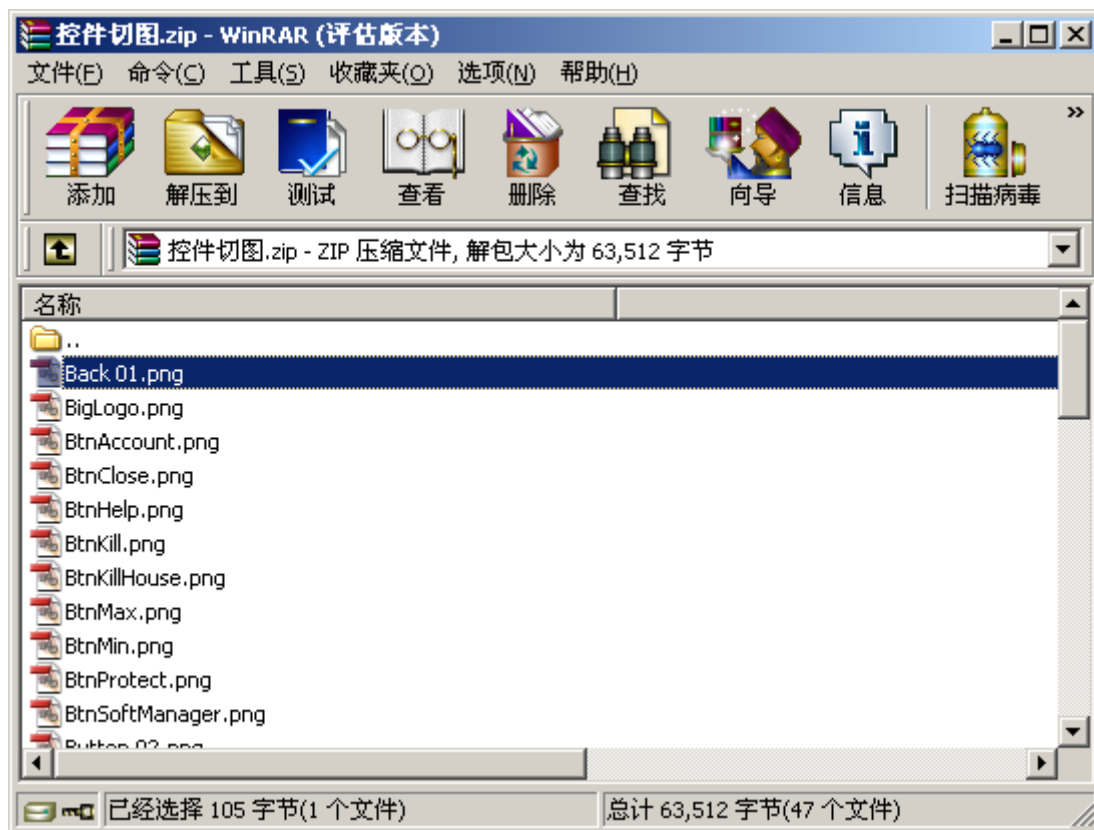 控件切图.zip - WinRAR (评估版本)
文件(F) 命令(C) 工具(S) 收藏夹(O) 选项(N) 帮助(H)
添加 解压到 测试 查看 删除 查找 向导 信息 扫描病毒
控件切图.zip - ZIP 压缩文件, 解包大小为 63,512 字节
名称
..
Back 01.png
BigLogo.png
BtnAccount.png
BtnClose.png
BtnHelp.png
BtnKill.png
BtnKillHouse.png
BtnMax.png
BtnMin.png
BtnProtect.png
BtnSoftManager.png
Button 02.png
已经选择 105 字节(1 个文件) 总计 63,512 字节(47 个文件)